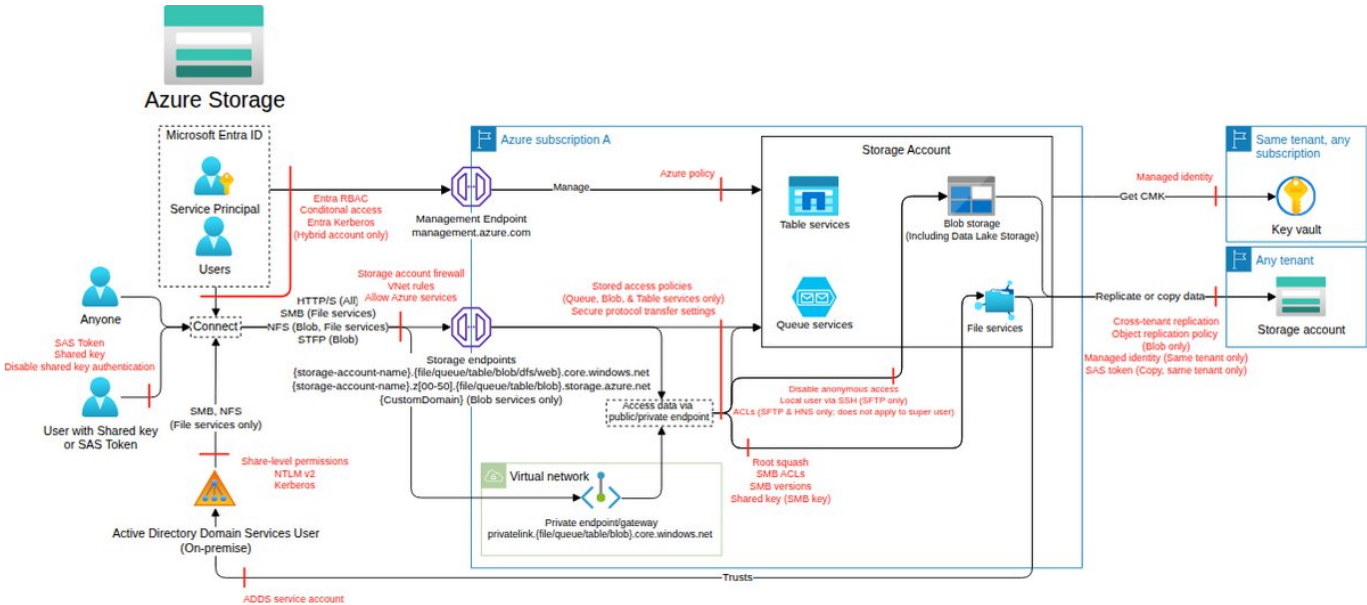 Azure Storage
Microsoft Entra ID
Service Principal
Users
Entra RBAC
Conditonal access
Entra Kerberos
(Hybrid account only)
Anyone
SAS Token
Shared key
Disable shared key authentication
User with Shared key
or SAS Token
Connect
HTTP/S (All)
SMB (File services)
NFS (Blob, File services)
STFP (Blob)
Storage account firewall
VNet rules
Allow Azure services
SMB, NFS
(File services only)
Share-level permissions
NTLM v2
Kerberos
Active Directory Domain Services User
(On-premise)
ADDS service account
Trusts
Azure subscription A
Management Endpoint
management.azure.com
Manage
Azure policy
Storage endpoints
{storage-account-name}.{file/queue/table/blob/dfs/web}.core.windows.net
{storage-account-name}.z[00-50].{file/queue/table/blob}.storage.azure.net
{CustomDomain} (Blob services only)
Stored access policies
(Queue, Blob, & Table services only)
Secure protocol transfer settings
Access data via
public/private endpoint
Virtual network
Private endpoint/gateway
privatelink.{file/queue/table/blob}.core.windows.net
Storage Account
Table services
Blob storage
(Including Data Lake Storage)
Queue services
File services
Disable anonymous access
Local user via SSH (SFTP only)
ACLs (SFTP & HNS only; does not apply to super user)
Root squash
SMB ACLs
SMB versions
Shared key (SMB key)
Managed identity
Get CMK
Same tenant, any
subscription
Key vault
Any tenant
Replicate or copy data
Storage account
Cross-tenant replication
Object replication policy
(Blob only)
Managed identity (Same tenant only)
SAS token (Copy, same tenant only)